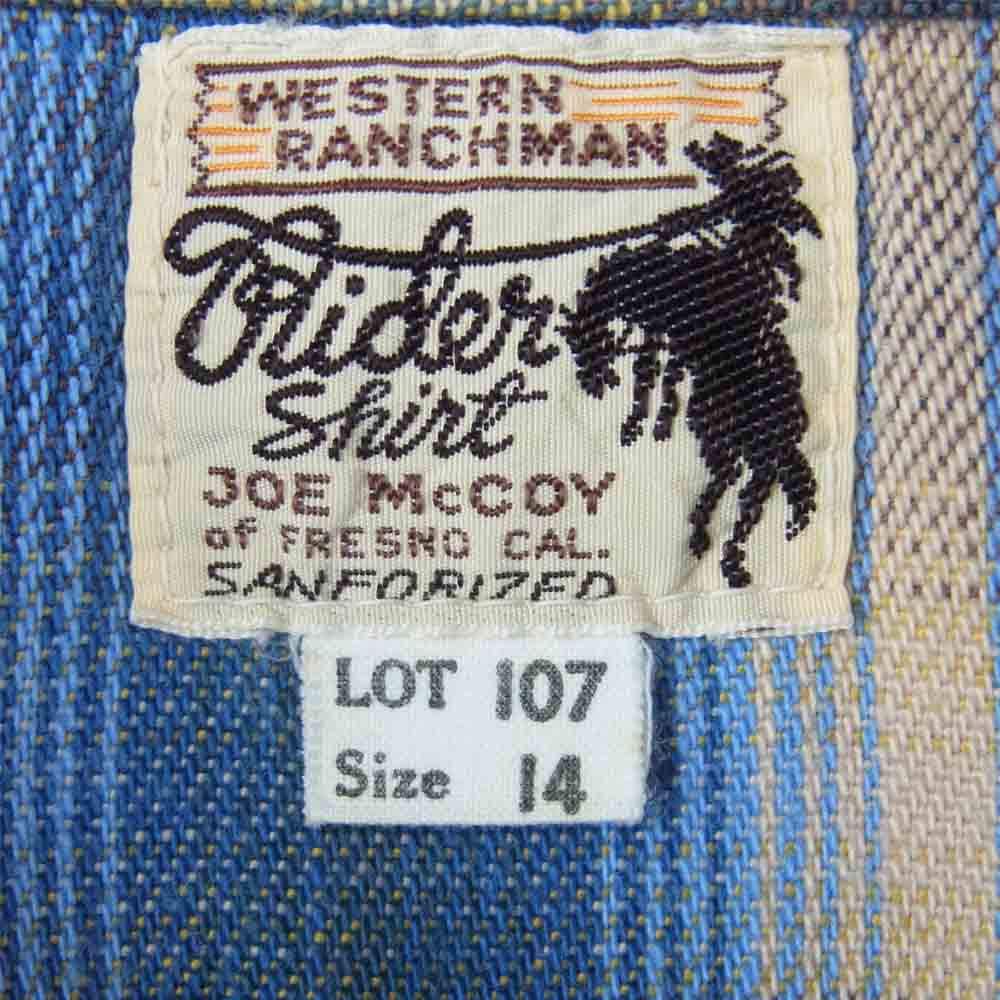 WESTERN
RANCHMAN
Rider
Shirt
JOE McCOY
of FRESNO CAL.
SANFORIZED
LOT 107
Size 14